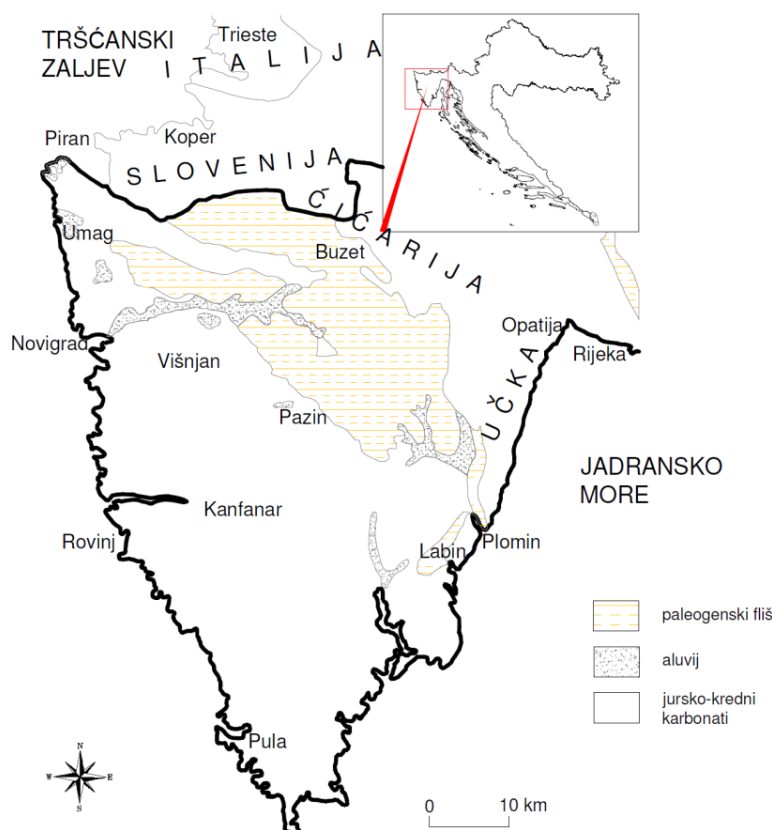 TRŠĆANSKI
ZALJEV
Trieste
ITALIJA
Piran
Koper
SLOVENIJA
ĆIĆARIJA
Umag
Buzet
Novigrad
Višnjan
Opatija
Rijeka
UČKA
Pazin
JADRANSKO
MORE
Kanfanar
Rovinj
Labin
Plomin
paleogenski fliš
aluvij
jursko-kredni
karbonati
Pula
N
W
E
S
0
10 km